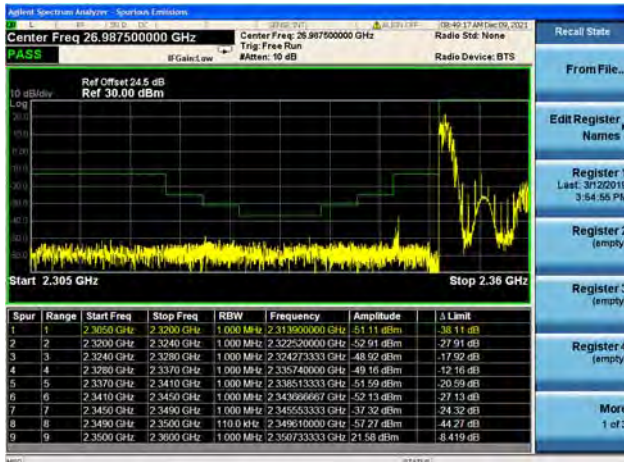 Agilent Spectrum Analyzer - Spurious Emissions
08:49:17 AM Dec 09, 2021
Center Freq 26.987500000 GHz
Center Freq: 26.987500000 GHz
Radio Std: None
Trig: Free Run
PASS
IFGain:Low
#Atten: 10 dB
Radio Device: BTS
Ref Offset 24.5 dB
10 dB/div
Ref 30.00 dBm
Log
Start 2.305 GHz
Stop 2.36 GHz
Spur Range Start Freq Stop Freq RBW Frequency Amplitude Δ Limit
1 1 2.3050 GHz 2.3200 GHz 1.000 MHz 2.313900000 GHz -51.11 dBm -38.11 dB
2 2 2.3200 GHz 2.3240 GHz 1.000 MHz 2.322520000 GHz -52.91 dBm -27.91 dB
3 3 2.3240 GHz 2.3280 GHz 1.000 MHz 2.324273333 GHz -48.92 dBm -17.92 dB
4 4 2.3280 GHz 2.3370 GHz 1.000 MHz 2.335740000 GHz -49.16 dBm -12.16 dB
5 5 2.3370 GHz 2.3410 GHz 1.000 MHz 2.338513333 GHz -51.59 dBm -20.59 dB
6 6 2.3410 GHz 2.3450 GHz 1.000 MHz 2.343666667 GHz -52.13 dBm -27.13 dB
7 7 2.3450 GHz 2.3490 GHz 1.000 MHz 2.345553333 GHz -37.32 dBm -24.32 dB
8 8 2.3490 GHz 2.3500 GHz 110.0 kHz 2.349610000 GHz -57.27 dBm -44.27 dB
9 9 2.3500 GHz 2.3600 GHz 1.000 MHz 2.350733333 GHz 21.58 dBm -8.419 dB
MSG
STATUS
Recall State
From File...
Edit Register
Names
Register 1
Last: 3/12/2019
3:54:55 PM
Register 2
(empty)
Register 3
(empty)
Register 4
(empty)
More
1 of 3